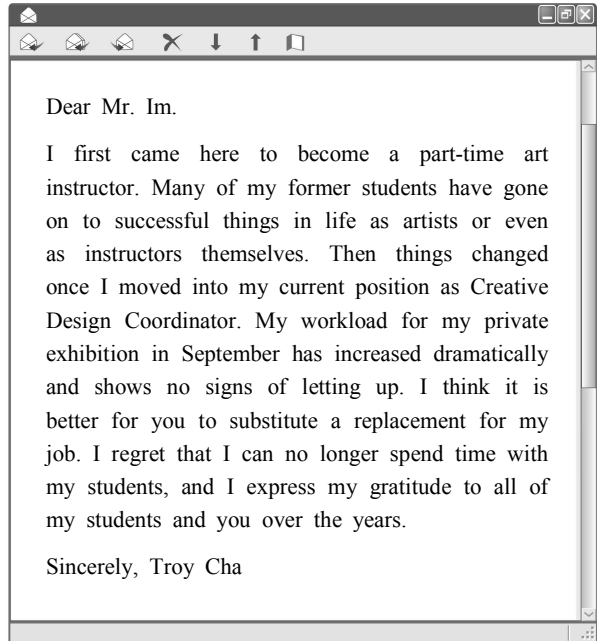 Dear Mr. Im.
I first came here to become a part-time art
instructor. Many of my former students have gone
on to successful things in life as artists or even
as instructors themselves. Then things changed
once I moved into my current position as Creative
Design Coordinator. My workload for my private
exhibition in September has increased dramatically
and shows no signs of letting up. I think it is
better for you to substitute a replacement for my
job. I regret that I can no longer spend time with
my students, and I express my gratitude to all of
my students and you over the years.
Sincerely, Troy Cha